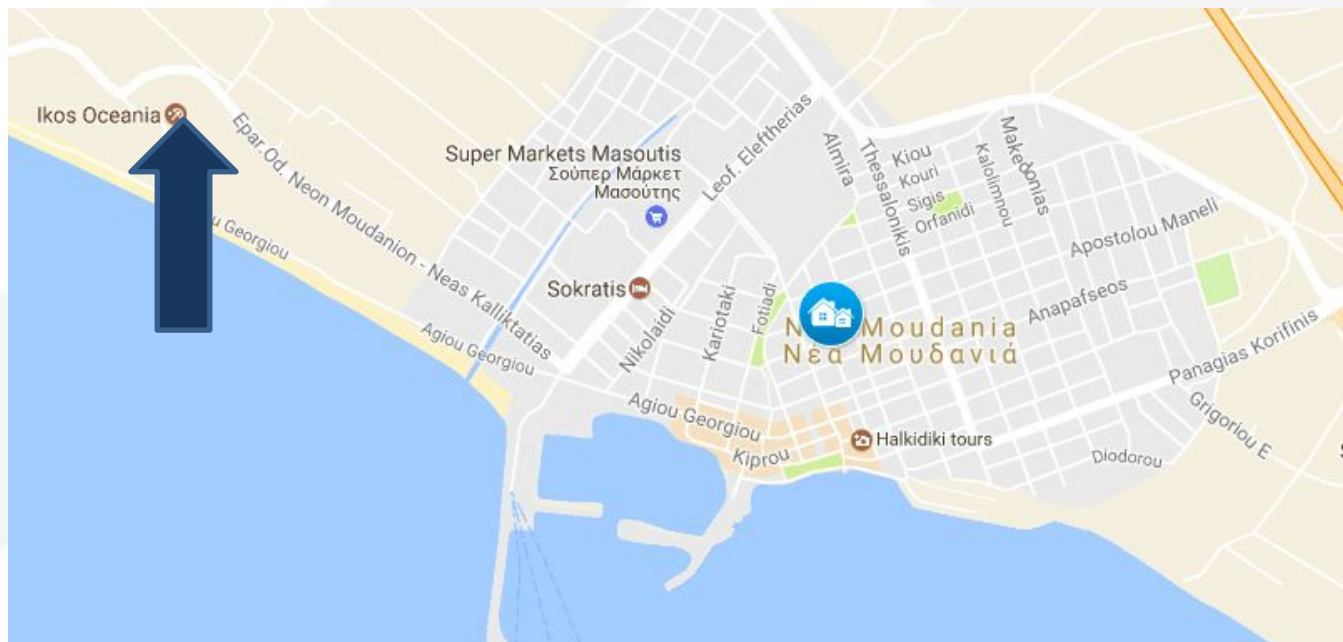 Ikos Oceania
Epar.Od. Neon Moudanion - Neas Kalliktatias
Super Markets Masoutis
Σούπερ Μάρκετ
Μασούτης
Leof. Eleftherias
Almira
Thessalonikis
Kiou
Kouri
Sigis
Orfanidi
Kalolimnou
Makedonias
Apostolou Maneli
Anapafseos
Panagias Korifinis
Grigoriou E
Diodorou
u Georgiou
Agiou Georgiou
Sokratis
Nikolaidi
Kariotaki
Fotiadi
Moudania
Νέα Μουδανιά
Agiou Georgiou
Kiprou
Halkidiki tours